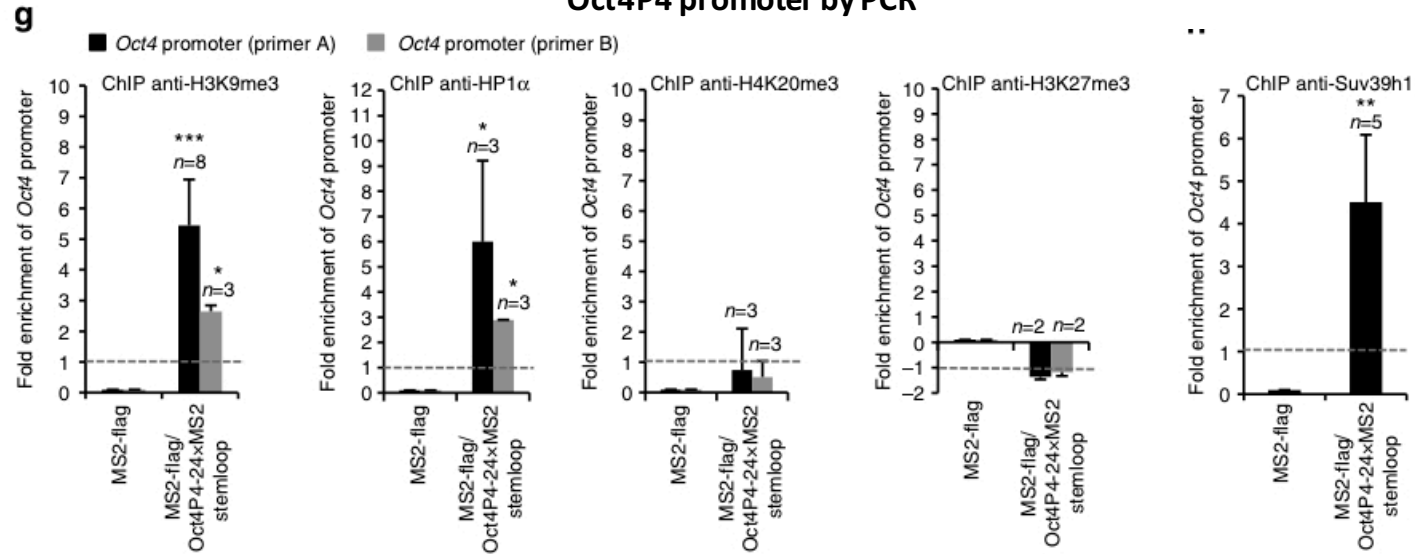 Oct4P4 promoter by PCR
g
Oct4 promoter (primer A) Oct4 promoter (primer B)
ChIP anti-H3K9me3
Fold enrichment of Oct4 promoter
10
9
8
7
6
5
4
3
2
1
0
***
n=8
*
n=3
MS2-flag
MS2-flag/
Oct4P4-24×MS2
stemloop
ChIP anti-HP1α
Fold enrichment of Oct4 promoter
12
11
10
9
8
7
6
5
4
3
2
1
0
*
n=3
*
n=3
MS2-flag
MS2-flag/
Oct4P4-24×MS2
stemloop
ChIP anti-H4K20me3
Fold enrichment of Oct4 promoter
10
9
8
7
6
5
4
3
2
1
0
n=3
n=3
MS2-flag
MS2-flag/
Oct4P4-24×MS2
stemloop
ChIP anti-H3K27me3
Fold enrichment of Oct4 promoter
10
9
8
7
6
5
4
3
2
1
0
−1
−2
n=2 n=2
MS2-flag
MS2-flag/
Oct4P4-24×MS2
stemloop
ChIP anti-Suv39h1
Fold enrichment of Oct4 promoter
7
6
5
4
3
2
1
0
**
n=5
MS2-flag
MS2-flag/
Oct4P4-24×MS2
stemloop